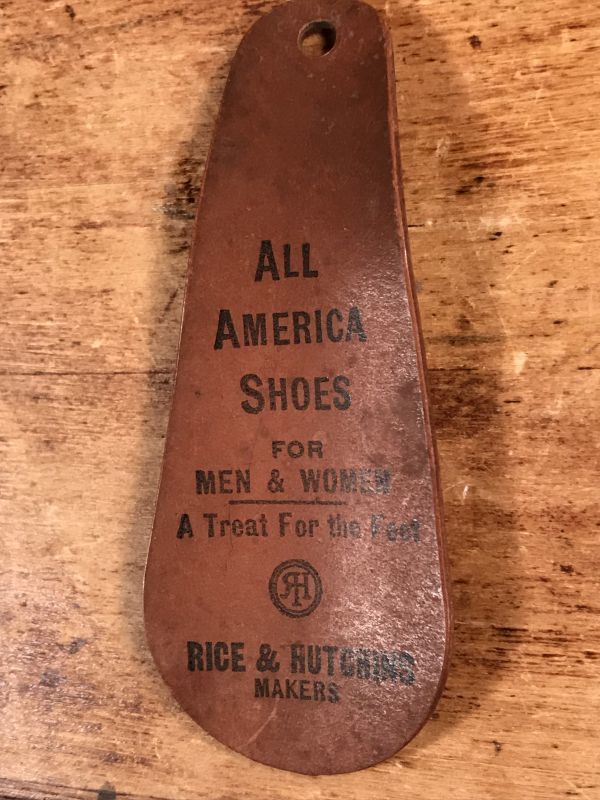 ALL
AMERICA
SHOES
FOR
MEN & WOMEN
A Treat For the Feet
RH
RICE & HUTCHINS
MAKERS